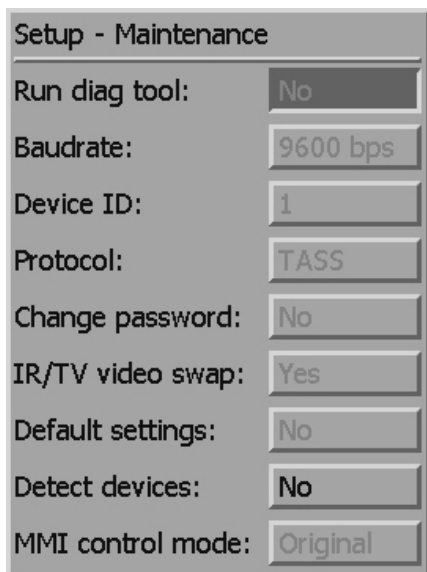 Setup - Maintenance
Run diag tool: No
Baudrate: 9600 bps
Device ID: 1
Protocol: TASS
Change password: No
IR/TV video swap: Yes
Default settings: No
Detect devices: No
MMI control mode: Original